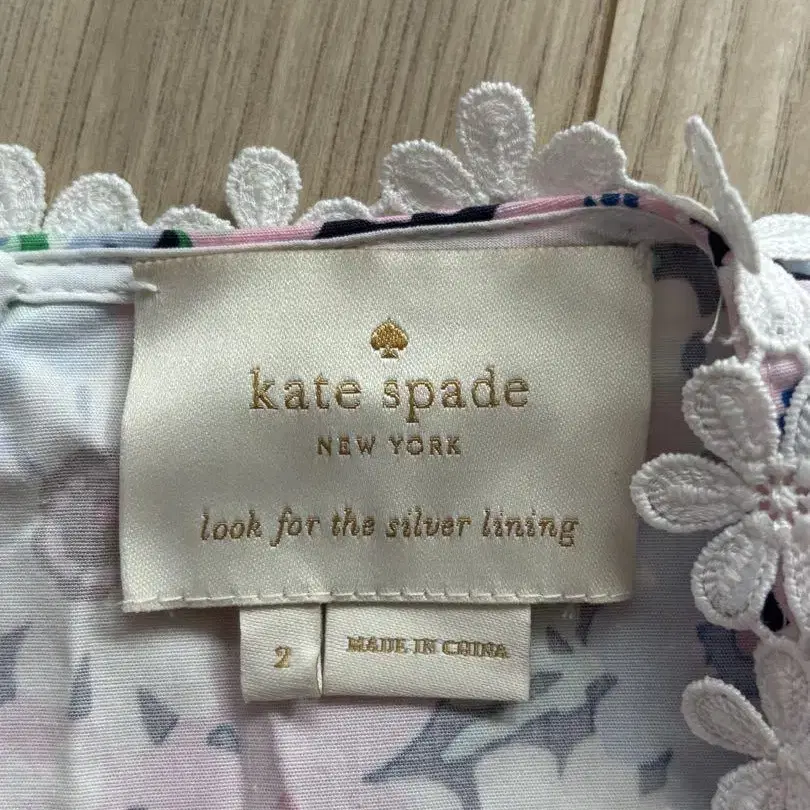 kate spade
NEW YORK
look for the silver lining
2
MADE IN CHINA